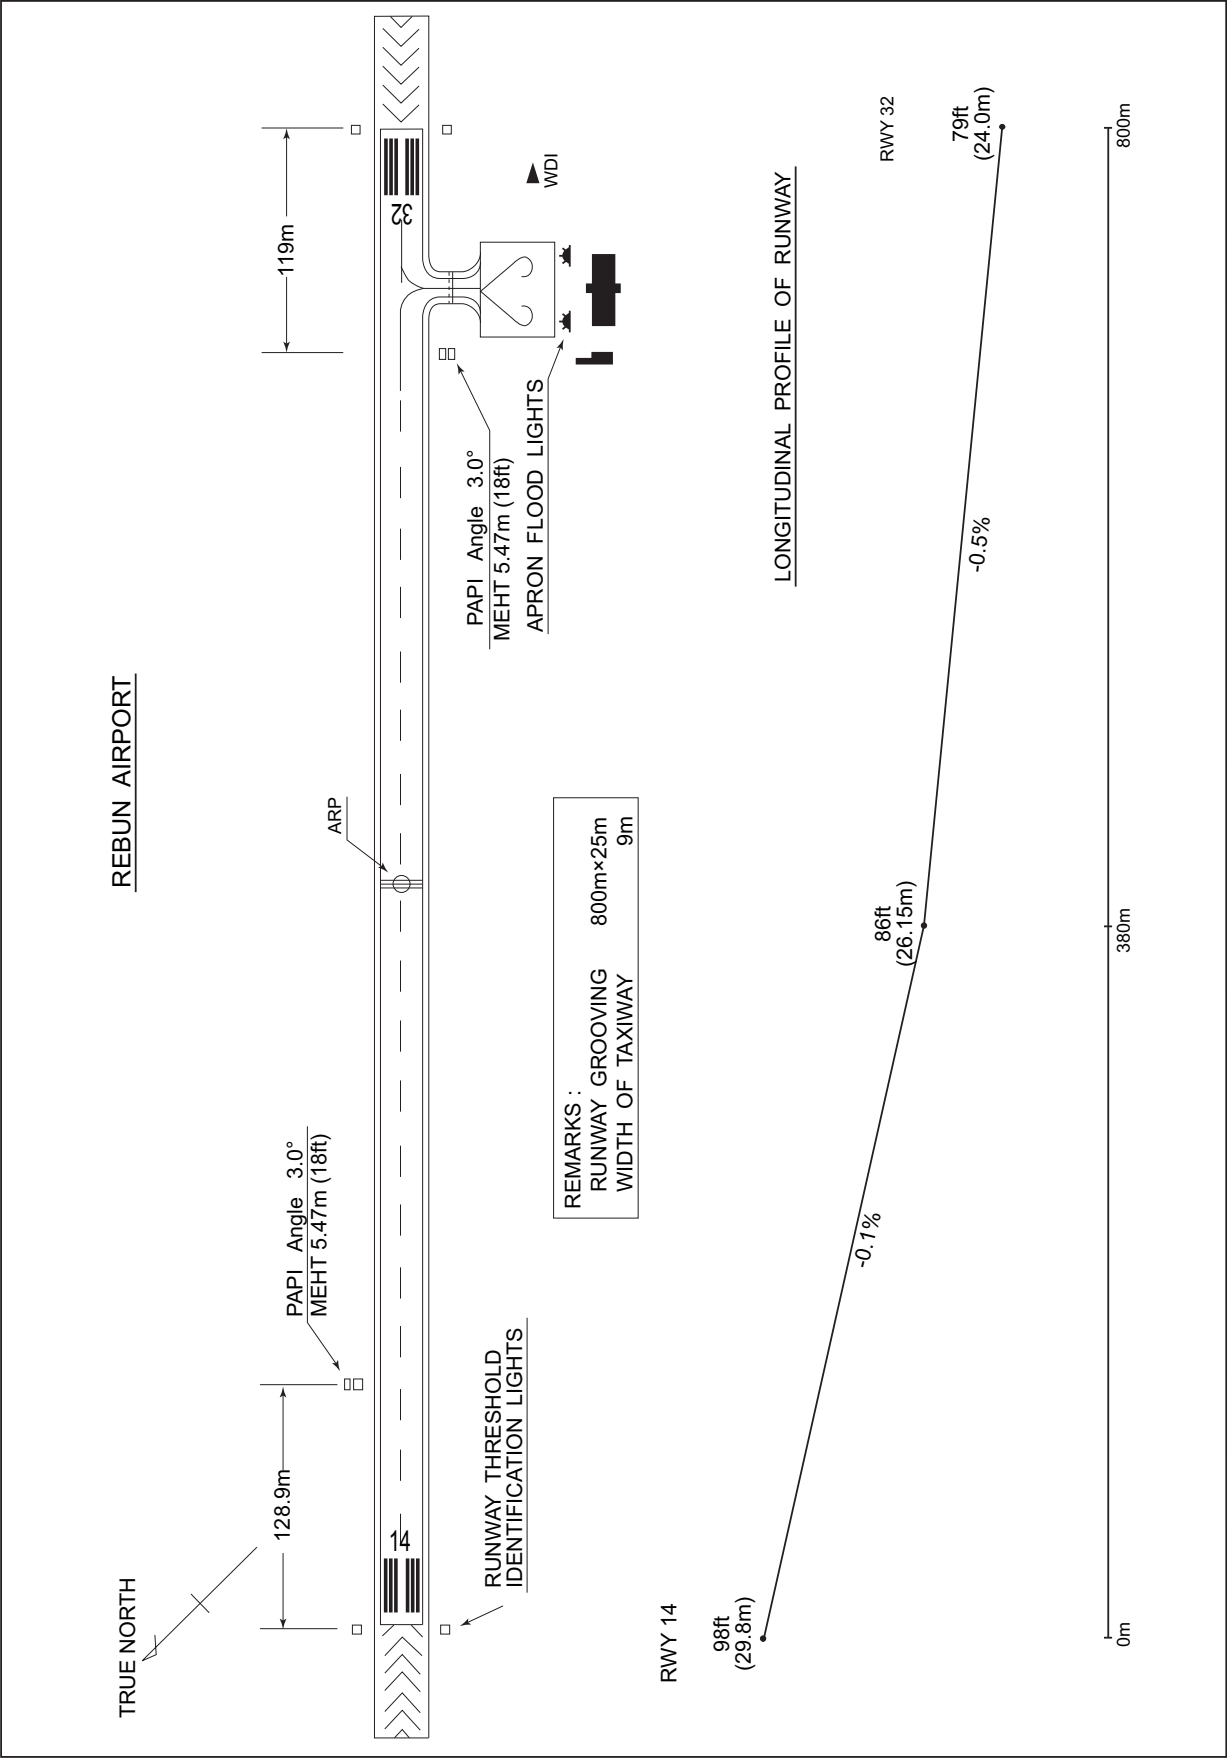 REBUN AIRPORT
TRUE NORTH
128.9m
PAPI Angle 3.0°
MEHT 5.47m (18ft)
ARP
119m
14
32
RUNWAY THRESHOLD
IDENTIFICATION LIGHTS
PAPI Angle 3.0°
MEHT 5.47m (18ft)
APRON FLOOD LIGHTS
WDI
REMARKS :
RUNWAY GROOVING 800m×25m
WIDTH OF TAXIWAY 9m
LONGITUDINAL PROFILE OF RUNWAY
RWY 14
98ft
(29.8m)
-0.1%
86ft
(26.15m)
-0.5%
RWY 32
79ft
(24.0m)
0m
380m
800m